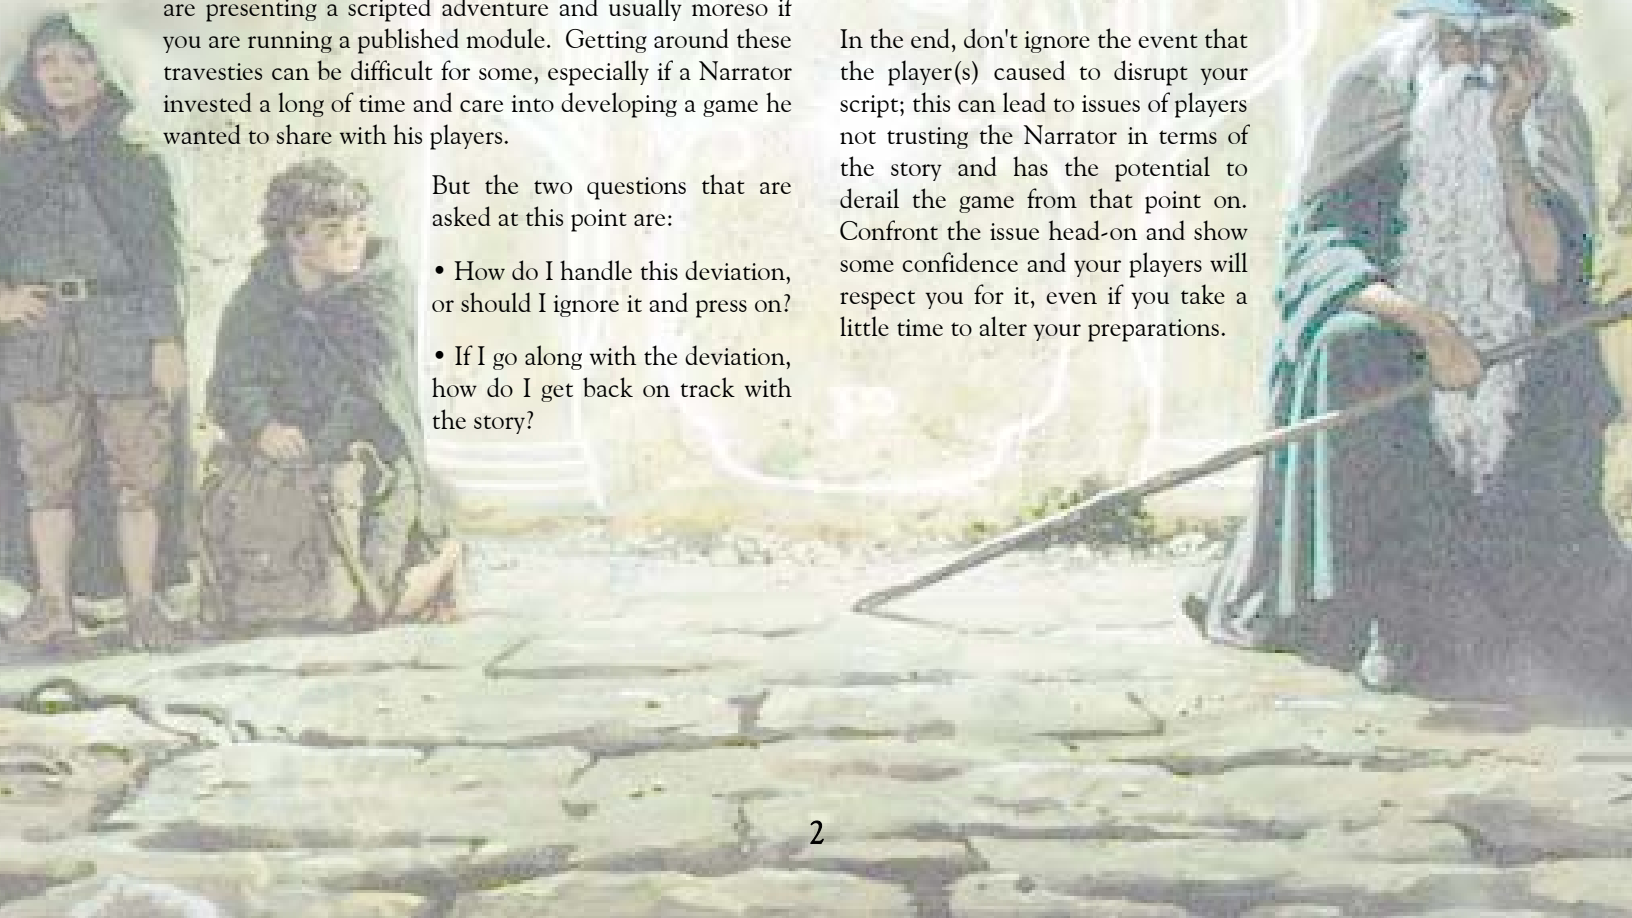 are presenting a scripted adventure and usually moreso if
you are running a published module.  Getting around these
travesties can be difficult for some, especially if a Narrator
invested a long of time and care into developing a game he
wanted to share with his players.
But the two questions that are
asked at this point are:
• How do I handle this deviation,
or should I ignore it and press on?
• If I go along with the deviation,
how do I get back on track with
the story?
In the end, don't ignore the event that
the player(s) caused to disrupt your
script; this can lead to issues of players
not trusting the Narrator in terms of
the story and has the potential to
derail the game from that point on.
Confront the issue head-on and show
some confidence and your players will
respect you for it, even if you take a
little time to alter your preparations.
2